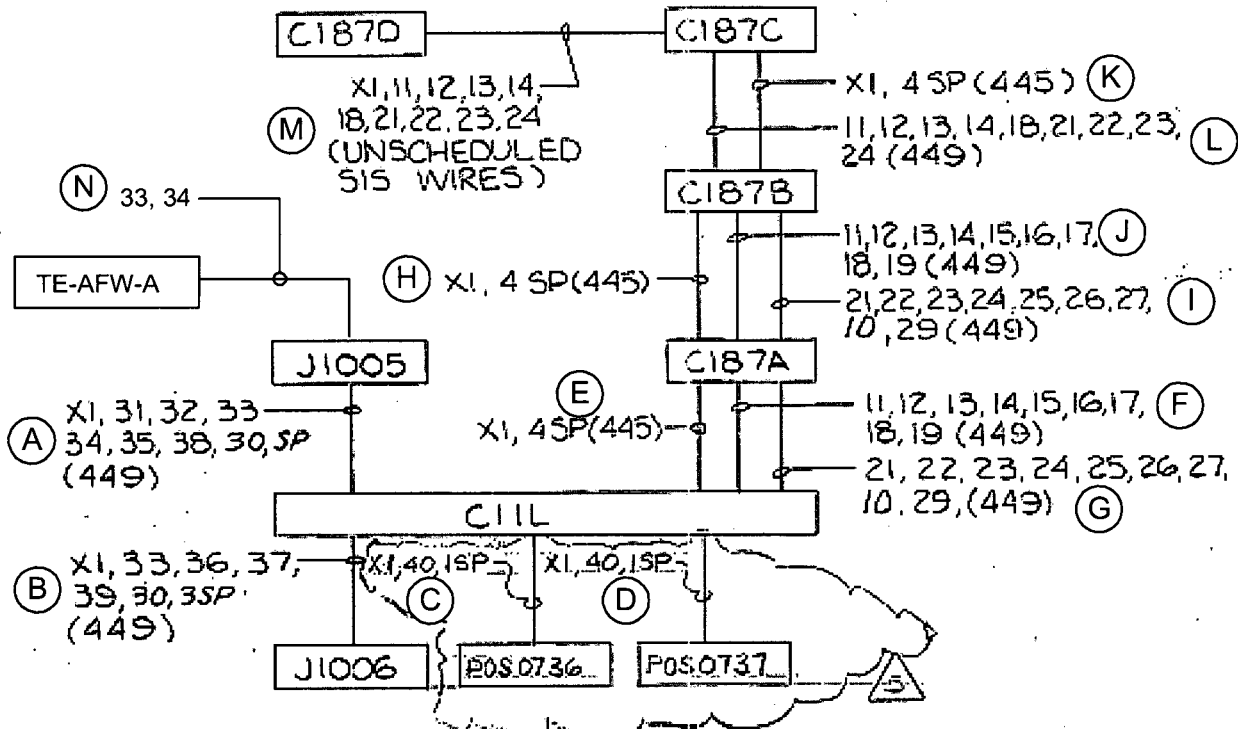 C187D
C187C
X1, 11, 12, 13, 14,
18, 21, 22, 23, 24
(UNSCHEDULED
SIS WIRES)
M
X1, 4 SP (445)
K
11, 12, 13, 14, 18, 21, 22, 23,
24 (449)
L
N
33, 34
C187B
TE-AFW-A
H
X1, 4 SP (445)
11, 12, 13, 14, 15, 16, 17,
18, 19 (449)
J
21, 22, 23, 24, 25, 26, 27,
10, 29 (449)
I
J1005
C187A
A
X1, 31, 32, 33
34, 35, 38, 30, SP
(449)
E
X1, 4SP (445)
11, 12, 13, 14, 15, 16, 17,
18, 19 (449)
F
21, 22, 23, 24, 25, 26, 27,
10, 29, (449)
G
C11L
B
X1, 33, 36, 37,
39, 30, 3SP
(449)
X1, 40, 1SP
C
X1, 40, 1SP
D
J1006
POS 0736
POS 0737
5